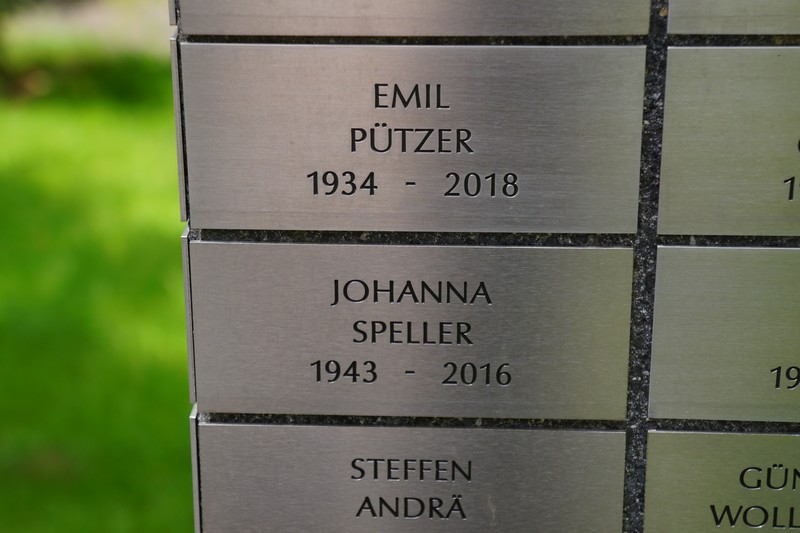 EMIL
PÜTZER
1934 - 2018
JOHANNA
SPELLER
1943 - 2016
STEFFEN
ANDRÄ